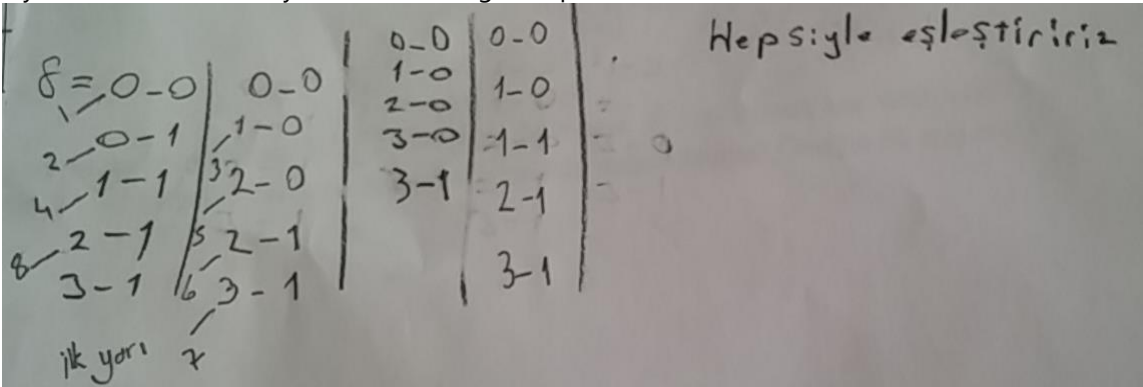 Hepsiyle eşleştiririz
8 = 0-0 | 0-0 | 0-0 | 0-0
1
0-1 | 1-0 | 1-0 | 1-0
2 3
1-1 | 2-0 | 2-0 | 1-1
4 5
2-1 | 2-1 | 3-0 | 2-1
8 6
3-1 | 3-1 | 3-1 | 3-1
7
ilk yarı